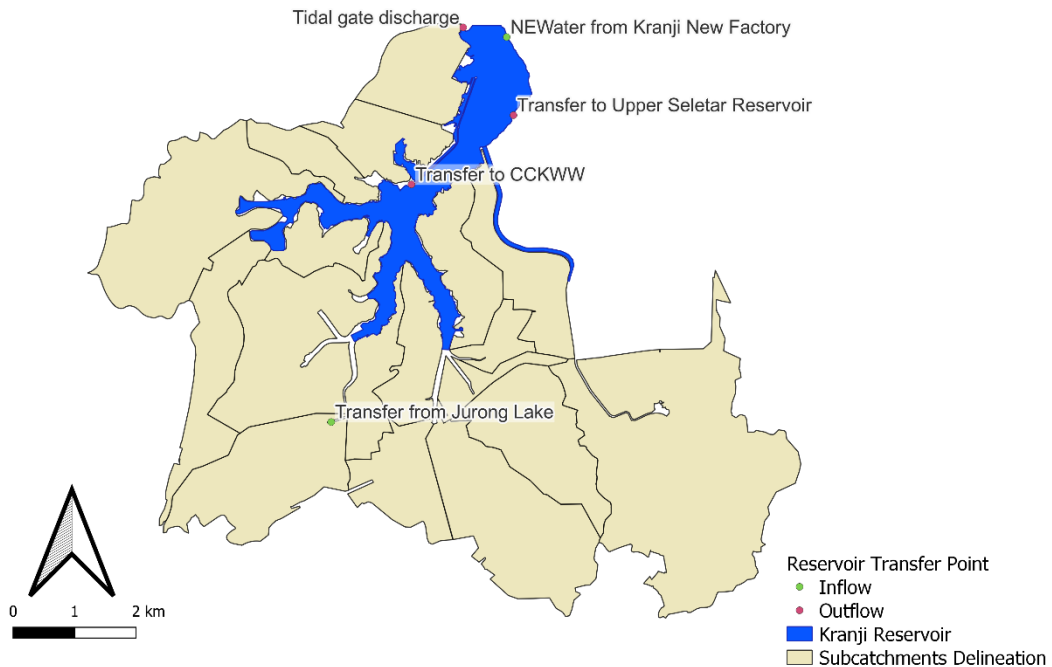 Tidal gate discharge
NEWater from Kranji New Factory
Transfer to Upper Seletar Reservoir
Transfer to CCKWW
Transfer from Jurong Lake
0 1 2 km
Reservoir Transfer Point
Inflow
Outflow
Kranji Reservoir
Subcatchments Delineation